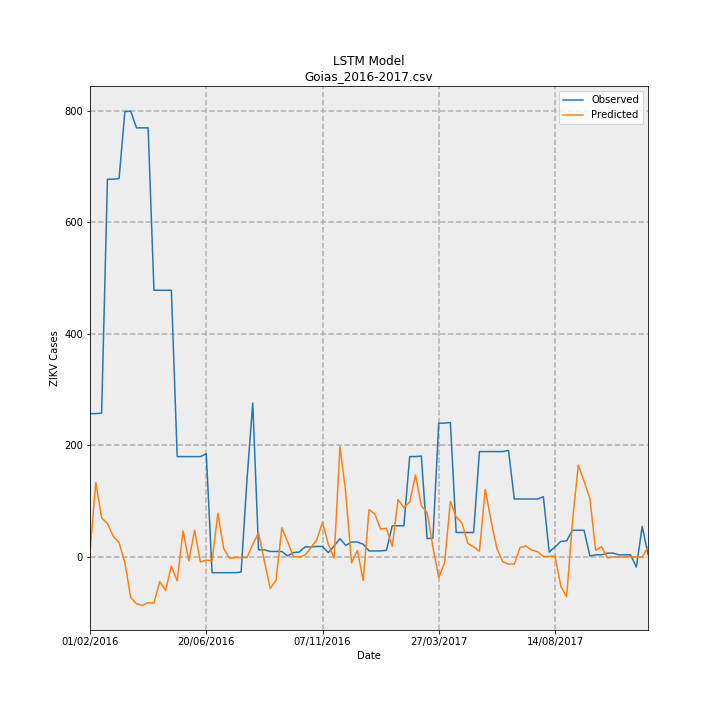 LSTM Model
Goias_2016-2017.csv
Observed
Predicted
800
600
400
200
0
ZIKV Cases
01/02/2016
20/06/2016
07/11/2016
27/03/2017
14/08/2017
Date